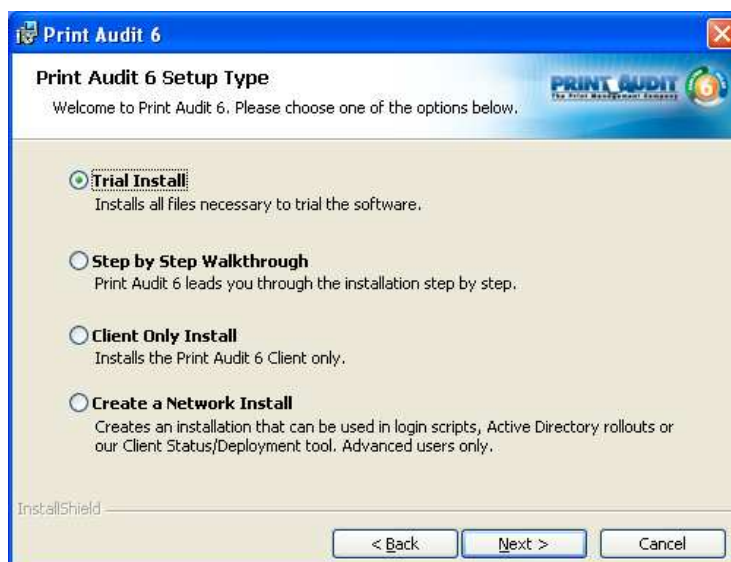 Print Audit 6
Print Audit 6 Setup Type
Welcome to Print Audit 6. Please choose one of the options below.
PRINT AUDIT 6
The Print Management Company
Trial Install
Installs all files necessary to trial the software.
Step by Step Walkthrough
Print Audit 6 leads you through the installation step by step.
Client Only Install
Installs the Print Audit 6 Client only.
Create a Network Install
Creates an installation that can be used in login scripts, Active Directory rollouts or
our Client Status/Deployment tool. Advanced users only.
InstallShield
< Back
Next >
Cancel